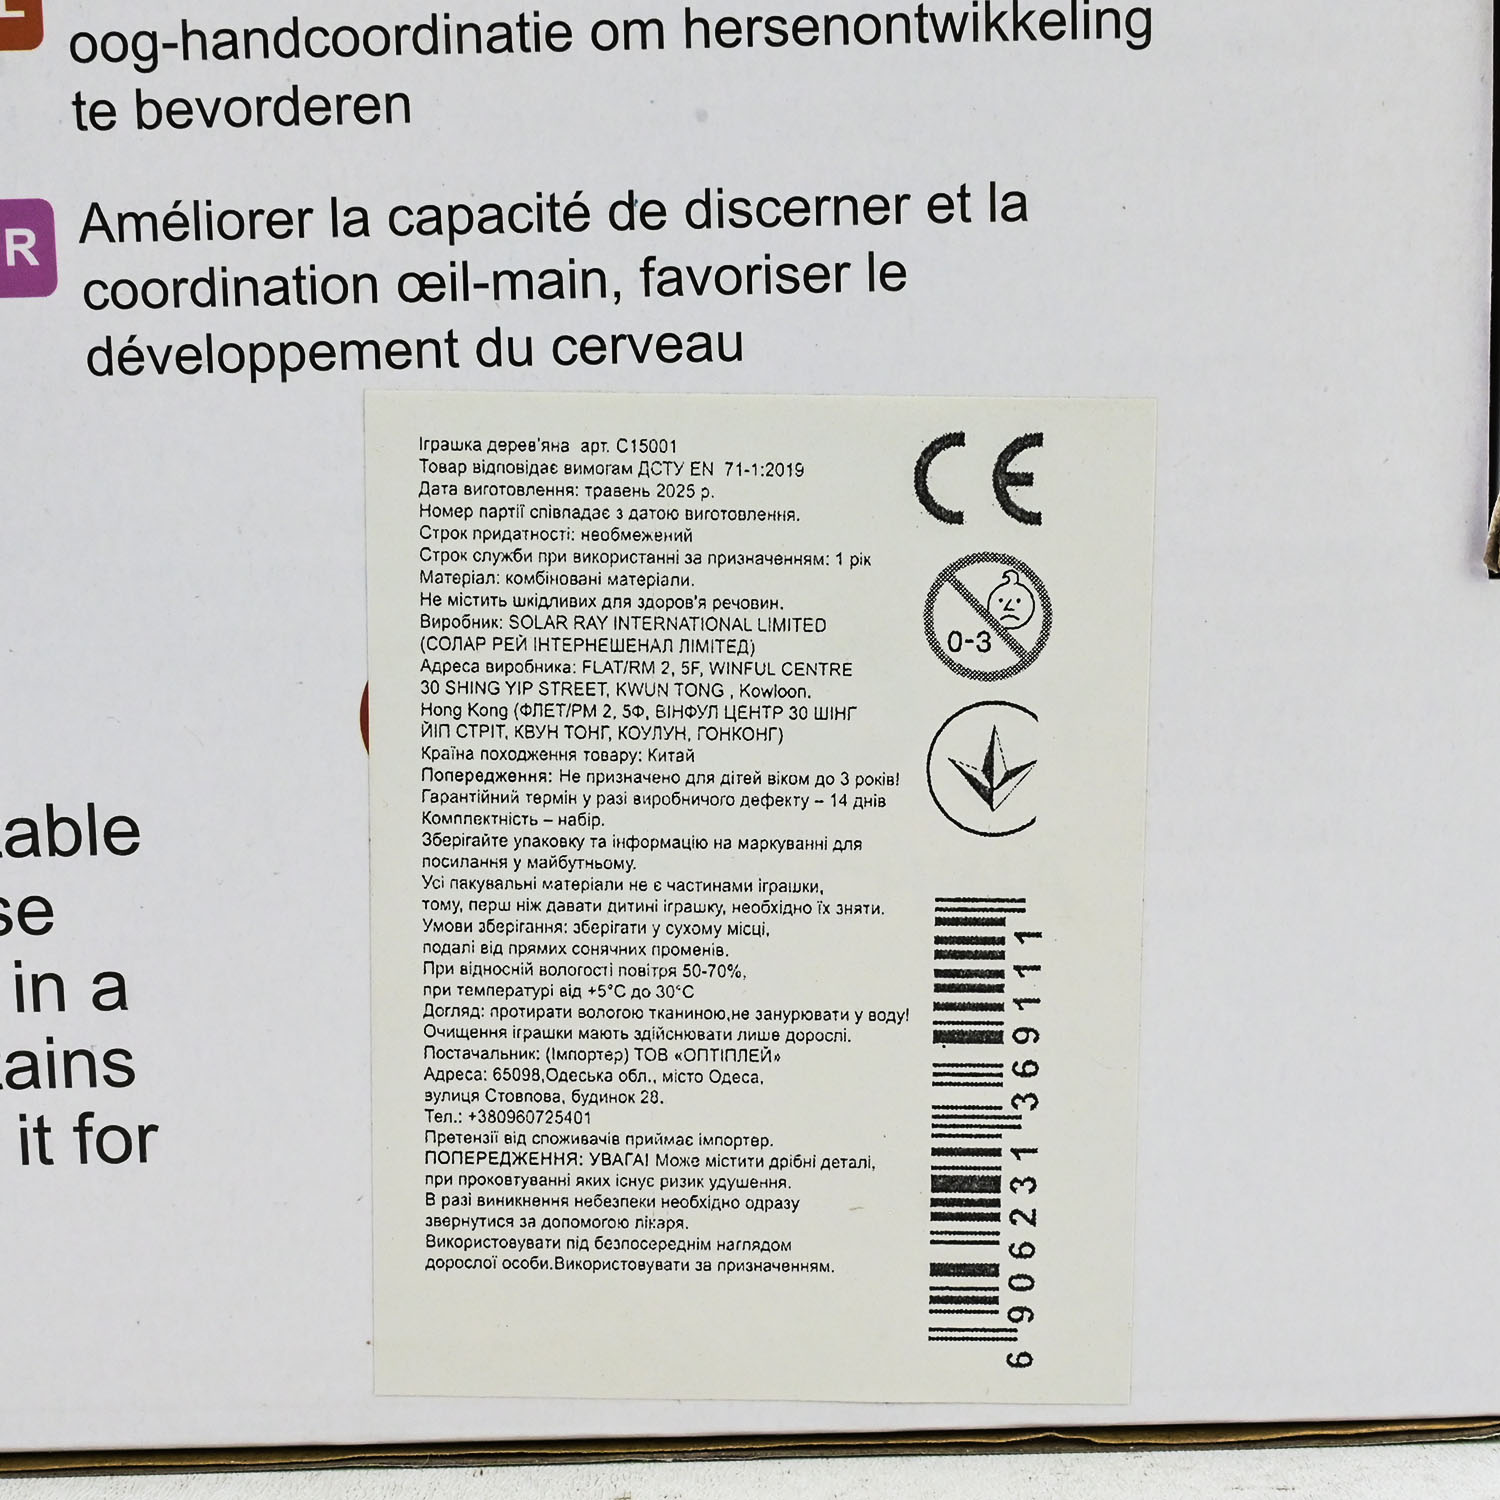 oog-handcoordinatie om hersenontwikkeling
te bevorderen
R
Améliorer la capacité de discerner et la
coordination œil-main, favoriser le
développement du cerveau
Іграшка дерев'яна арт. C15001
Товар відповідає вимогам ДСТУ EN 71-1:2019
Дата виготовлення: травень 2025 р.
Номер партії співпадає з датою виготовлення.
Строк придатності: необмежений
Строк служби при використанні за призначенням: 1 рік
Матеріал: комбіновані матеріали.
Не містить шкідливих для здоров'я речовин.
Виробник: SOLAR RAY INTERNATIONAL LIMITED
(СОЛАР РЕЙ ІНТЕРНЕШЕНАЛ ЛІМІТЕД)
Адреса виробника: FLAT/RM 2, 5F, WINFUL CENTRE
30 SHING YIP STREET, KWUN TONG , Kowloon.
Hong Kong (ФЛЕТ/РМ 2, 5Ф, ВІНФУЛ ЦЕНТР 30 ШІНГ
ЙІП СТРІТ, КВУН ТОНГ, КОУЛУН, ГОНКОНГ)
Країна походження товару: Китай
Попередження: Не призначено для дітей віком до 3 років!
Гарантійний термін у разі виробничого дефекту – 14 днів
Комплектність – набір.
Зберігайте упаковку та інформацію на маркуванні для
посилання у майбутньому.
Усі пакувальні матеріали не є частинами іграшки,
тому, перш ніж давати дитині іграшку, необхідно їх зняти.
Умови зберігання: зберігати у сухому місці,
подалі від прямих сонячних променів.
При відносній вологості повітря 50-70%,
при температурі від +5°С до 30°С
Догляд: протирати вологою тканиною,не занурювати у воду!
Очищення іграшки мають здійснювати лише дорослі.
Постачальник: (Імпортер) ТОВ «ОПТІПЛЕЙ»
Адреса: 65098,Одеська обл., місто Одеса,
вулиця Стовпова, будинок 28.
Тел.: +380960725401
Претензії від споживачів приймає імпортер.
ПОПЕРЕДЖЕННЯ: УВАГА! Може містити дрібні деталі,
при проковтуванні яких існує ризик удушення.
В разі виникнення небезпеки необхідно одразу
звернутися за допомогою лікаря.
Використовувати під безпосереднім наглядом
дорослої особи.Використовувати за призначенням.
CE
0-3
6 906231 369111
able
se
in a
ains
it for